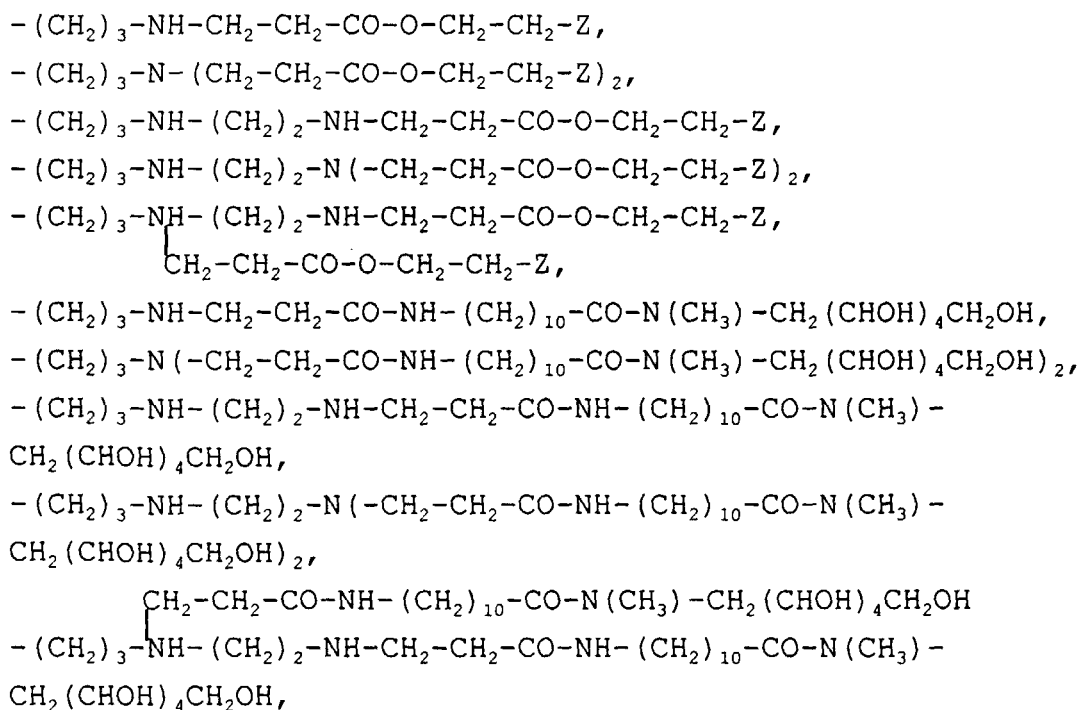 -(CH₂)₃-NH-CH₂-CH₂-CO-O-CH₂-CH₂-Z,
-(CH₂)₃-N-(CH₂-CH₂-CO-O-CH₂-CH₂-Z)₂,
-(CH₂)₃-NH-(CH₂)₂-NH-CH₂-CH₂-CO-O-CH₂-CH₂-Z,
-(CH₂)₃-NH-(CH₂)₂-N(-CH₂-CH₂-CO-O-CH₂-CH₂-Z)₂,
-(CH₂)₃-NH-(CH₂)₂-NH-CH₂-CH₂-CO-O-CH₂-CH₂-Z,
CH₂-CH₂-CO-O-CH₂-CH₂-Z,
-(CH₂)₃-NH-CH₂-CH₂-CO-NH-(CH₂)₁₀-CO-N(CH₃)-CH₂(CHOH)₄CH₂OH,
-(CH₂)₃-N(-CH₂-CH₂-CO-NH-(CH₂)₁₀-CO-N(CH₃)-CH₂(CHOH)₄CH₂OH)₂,
-(CH₂)₃-NH-(CH₂)₂-NH-CH₂-CH₂-CO-NH-(CH₂)₁₀-CO-N(CH₃)-
CH₂(CHOH)₄CH₂OH,
-(CH₂)₃-NH-(CH₂)₂-N(-CH₂-CH₂-CO-NH-(CH₂)₁₀-CO-N(CH₃)-
CH₂(CHOH)₄CH₂OH)₂,
CH₂-CH₂-CO-NH-(CH₂)₁₀-CO-N(CH₃)-CH₂(CHOH)₄CH₂OH
-(CH₂)₃-NH-(CH₂)₂-NH-CH₂-CH₂-CO-NH-(CH₂)₁₀-CO-N(CH₃)-
CH₂(CHOH)₄CH₂OH,